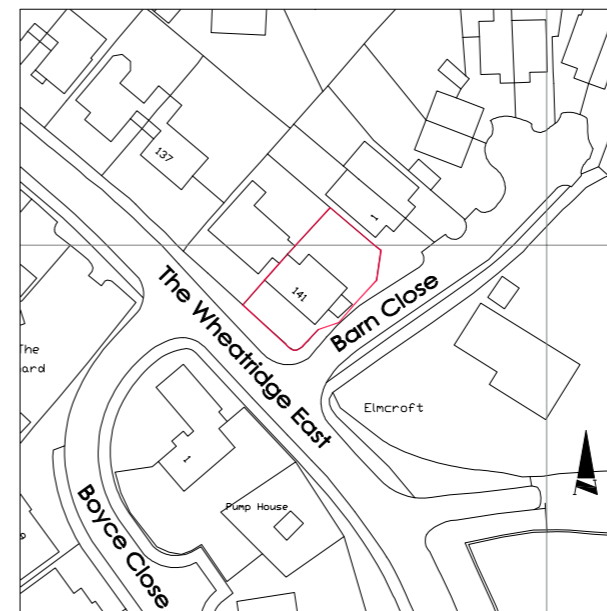 137
1
141
The Wheatridge East
Barn Close
The
ard
Elmcroft
1
Pump House
Boyce Close
N